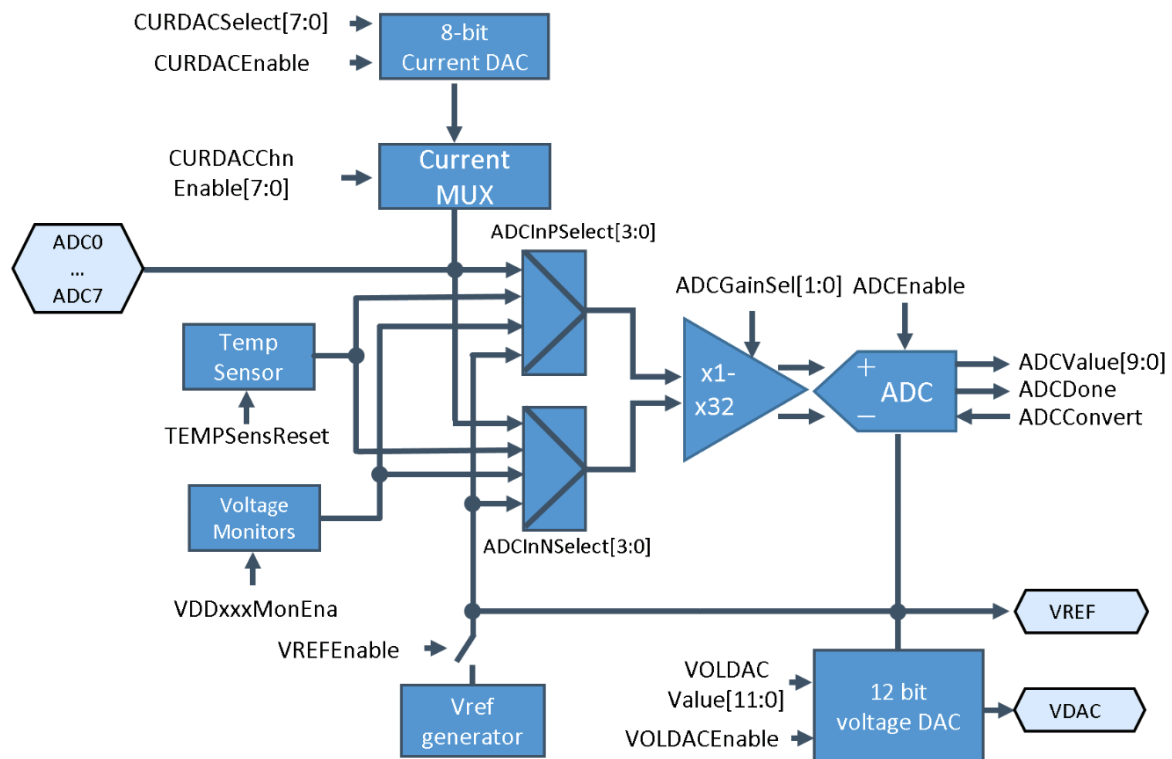 CURDACSelect[7:0]
8-bit
Current DAC
CURDACEnable
CURDACChn
Enable[7:0]
Current
MUX
ADCInPSelect[3:0]
ADC0
...
ADC7
ADCGainSel[1:0]
ADCEnable
Temp
Sensor
x1-
x32
+
ADC
−
ADCValue[9:0]
ADCDone
ADCConvert
TEMPSensReset
Voltage
Monitors
ADCInNSelect[3:0]
VDDxxxMonEna
VREF
VREFEnable
VOLDAC
Value[11:0]
12 bit
voltage DAC
VDAC
Vref
generator
VOLDACEnable